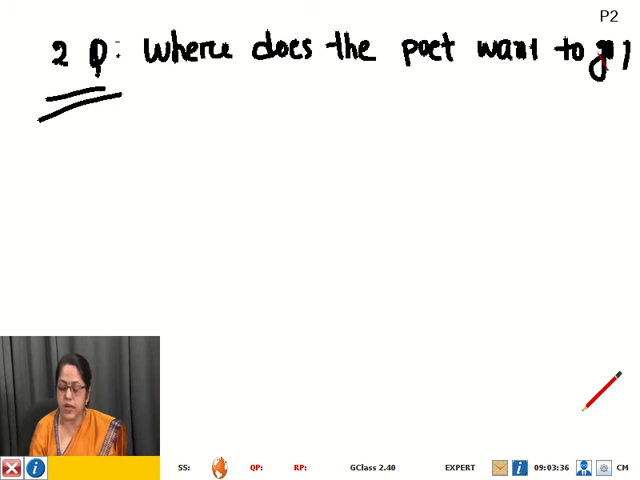 P2
2 Q: Where does the poet want to
SS: QP: RP: GClass 2.40 EXPERT 09:03:36 CM